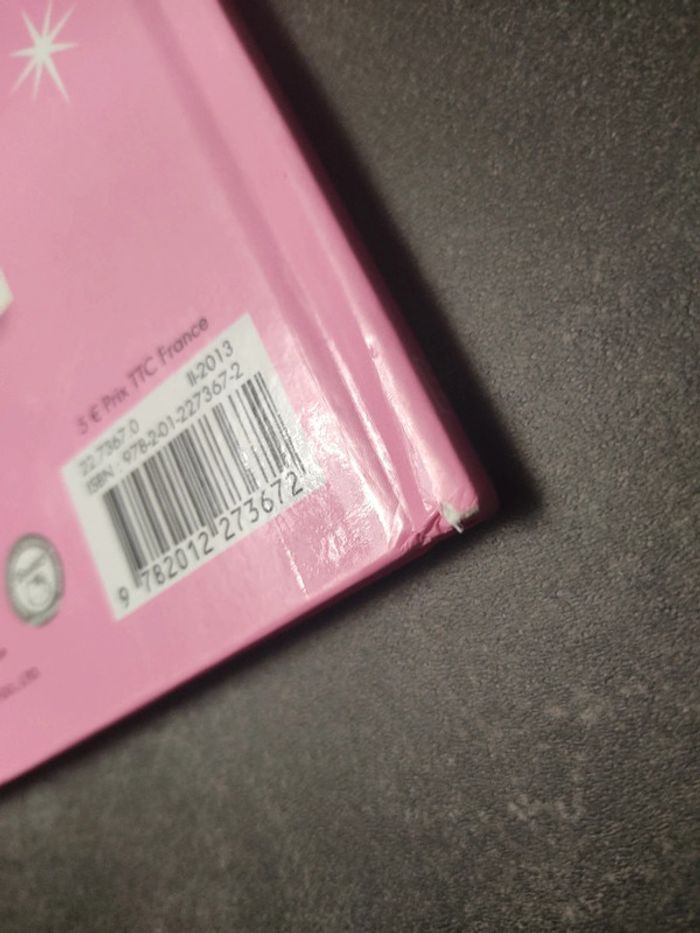 5 € Prix TTC France
22.7367.0 II-2013
ISBN : 978-2-01-227367-2
9 782012 273672